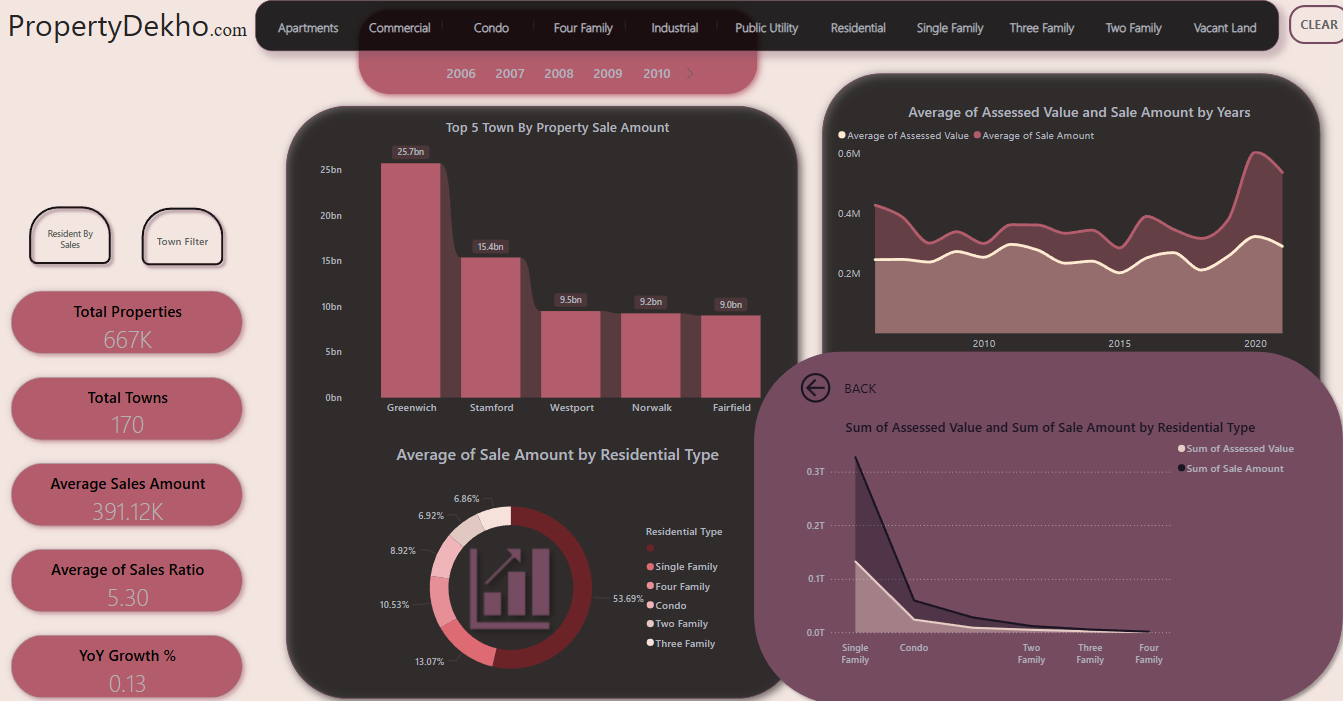 PropertyDekho.com
Apartments Commercial Condo Four Family Industrial Public Utility Residential Single Family Three Family Two Family Vacant Land
CLEAR
2006 2007 2008 2009 2010
Resident By
Sales
Town Filter
Total Properties
667K
Total Towns
170
Average Sales Amount
391.12K
Average of Sales Ratio
5.30
YoY Growth %
0.13
Top 5 Town By Property Sale Amount
25bn
20bn
15bn
10bn
5bn
0bn
25.7bn
15.4bn
9.5bn
9.2bn
9.0bn
Greenwich Stamford Westport Norwalk Fairfield
Average of Sale Amount by Residential Type
6.86%
6.92%
8.92%
10.53%
13.07%
53.69%
Residential Type
Single Family
Four Family
Condo
Two Family
Three Family
Average of Assessed Value and Sale Amount by Years
Average of Assessed Value Average of Sale Amount
0.6M
0.4M
0.2M
2010 2015 2020
BACK
Sum of Assessed Value and Sum of Sale Amount by Residential Type
Sum of Assessed Value
Sum of Sale Amount
0.3T
0.2T
0.1T
0.0T
Single
Family
Condo
Two
Family
Three
Family
Four
Family